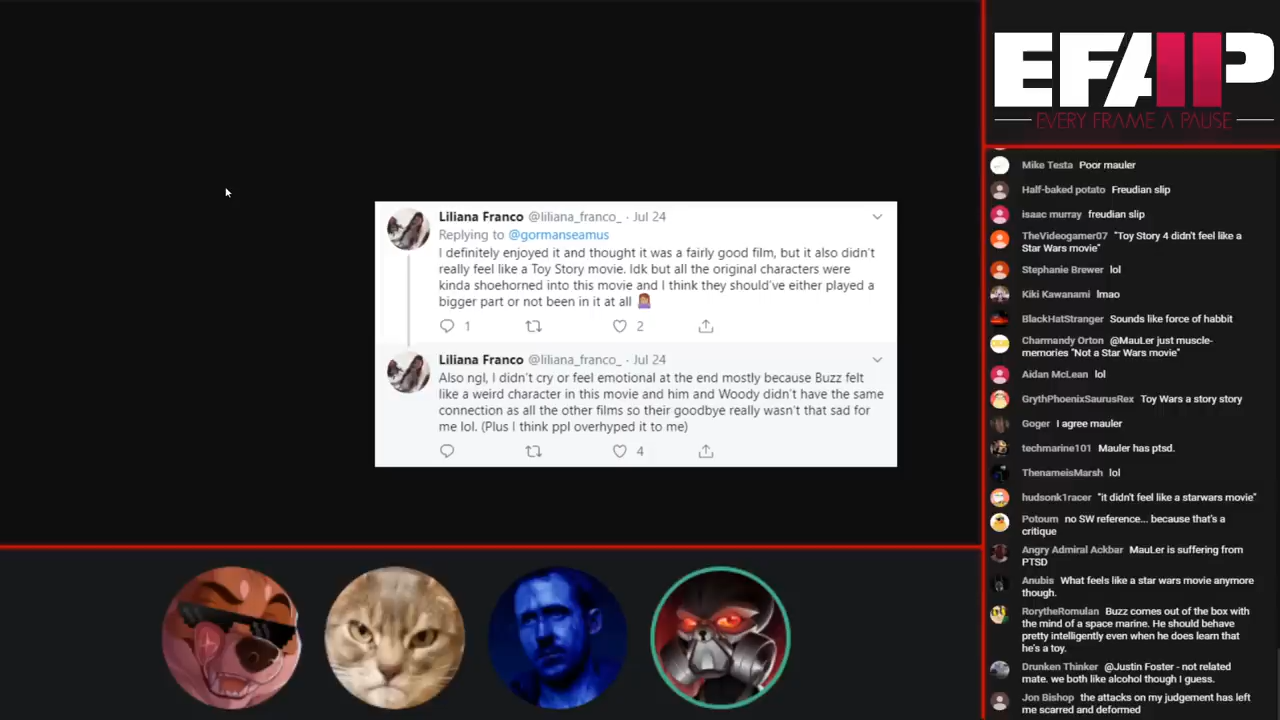 Liliana Franco @liliana_franco_ · Jul 24
Replying to @gormanseamus
I definitely enjoyed it and thought it was a fairly good film, but it also didn't
really feel like a Toy Story movie. Idk but all the original characters were
kinda shoehorned into this movie and I think they should've either played a
bigger part or not been in it at all
1
2
Liliana Franco @liliana_franco_ · Jul 24
Also ngl, I didn't cry or feel emotional at the end mostly because Buzz felt
like a weird character in this movie and him and Woody didn't have the same
connection as all the other films so their goodbye really wasn't that sad for
me lol. (Plus I think ppl overhyped it to me)
4
EFAP
EVERY FRAME A PAUSE
Mike Testa Poor mauler
Half-baked potato Freudian slip
isaac murray freudian slip
TheVideogamer07 "Toy Story 4 didn't feel like a
Star Wars movie"
Stephanie Brewer lol
Kiki Kawanami lmao
BlackHatStranger Sounds like force of habbit
Charmandy Orton @MauLer just muscle-
memories "Not a Star Wars movie"
Aidan McLean lol
GrythPhoenixSaurusRex Toy Wars a story story
Goger I agree mauler
techmarine101 Mauler has ptsd.
ThenameisMarsh lol
hudsonk1racer "it didn't feel like a starwars movie"
Potoum no SW reference... because that's a
critique
Angry Admiral Ackbar MauLer is suffering from
PTSD
Anubis What feels like a star wars movie anymore
though.
RorytheRomulan Buzz comes out of the box with
the mind of a space marine. He should behave
pretty intelligently even when he does learn that
he's a toy.
Drunken Thinker @Justin Foster - not related
mate. we both like alcohol though I guess.
Jon Bishop the attacks on my judgement has left
me scarred and deformed